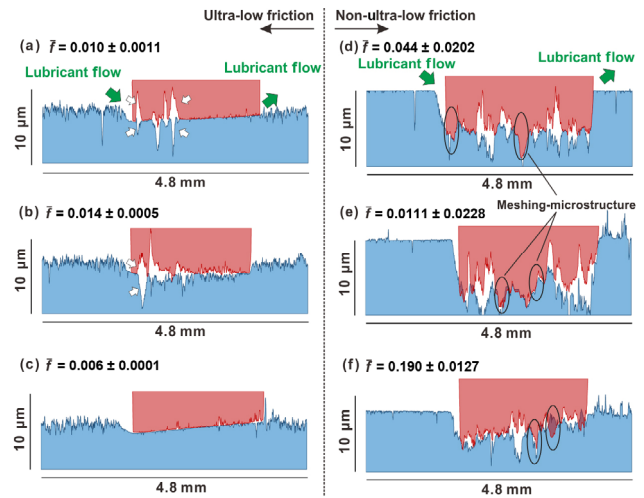 Ultra-low friction
Non-ultra-low friction
(a) f̄ = 0.010 ± 0.0011
Lubricant flow
Lubricant flow
10 μm
4.8 mm
(b) f̄ = 0.014 ± 0.0005
10 μm
4.8 mm
(c) f̄ = 0.006 ± 0.0001
10 μm
4.8 mm
(d) f̄ = 0.044 ± 0.0202
Lubricant flow
Lubricant flow
10 μm
4.8 mm
Meshing-microstructure
(e) f̄ = 0.0111 ± 0.0228
10 μm
4.8 mm
(f) f̄ = 0.190 ± 0.0127
10 μm
4.8 mm